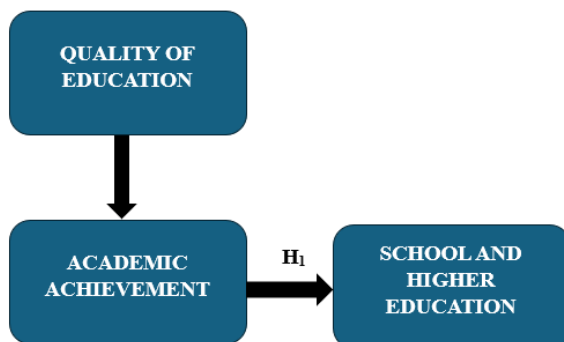 QUALITY OF
EDUCATION
ACADEMIC
ACHIEVEMENT
H₁
SCHOOL AND
HIGHER
EDUCATION